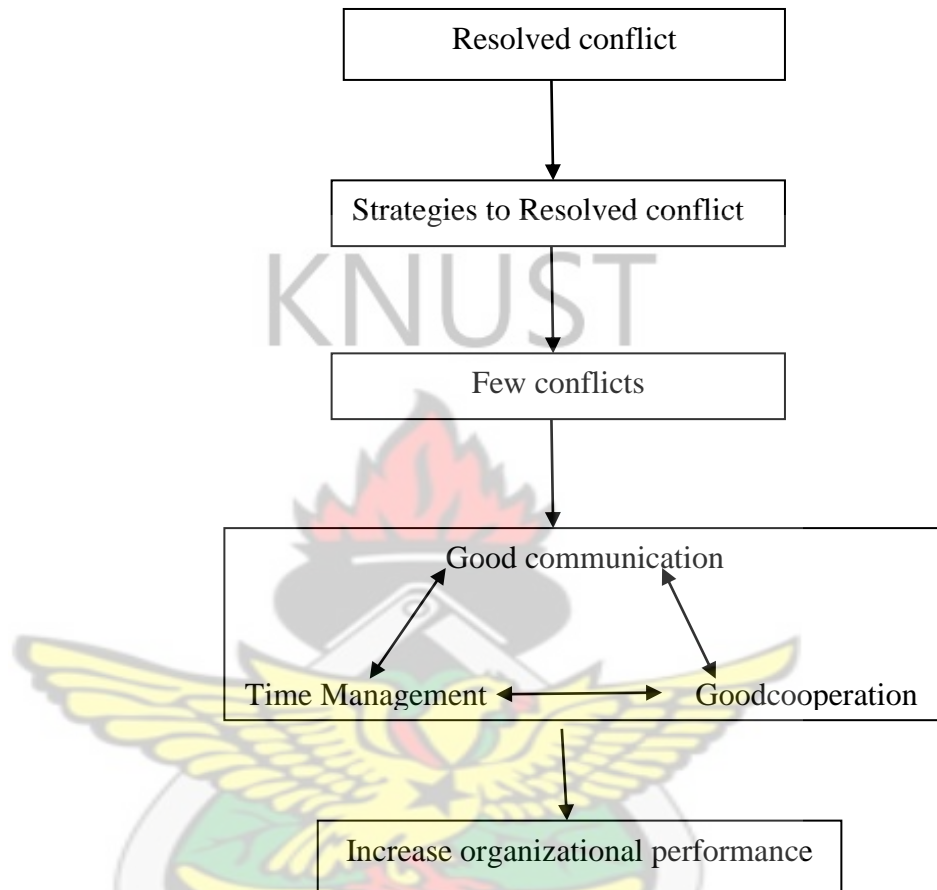 Resolved conflict
Strategies to Resolved conflict
KNUST
Few conflicts
Good communication
Time Management
Goodcooperation
Increase organizational performance